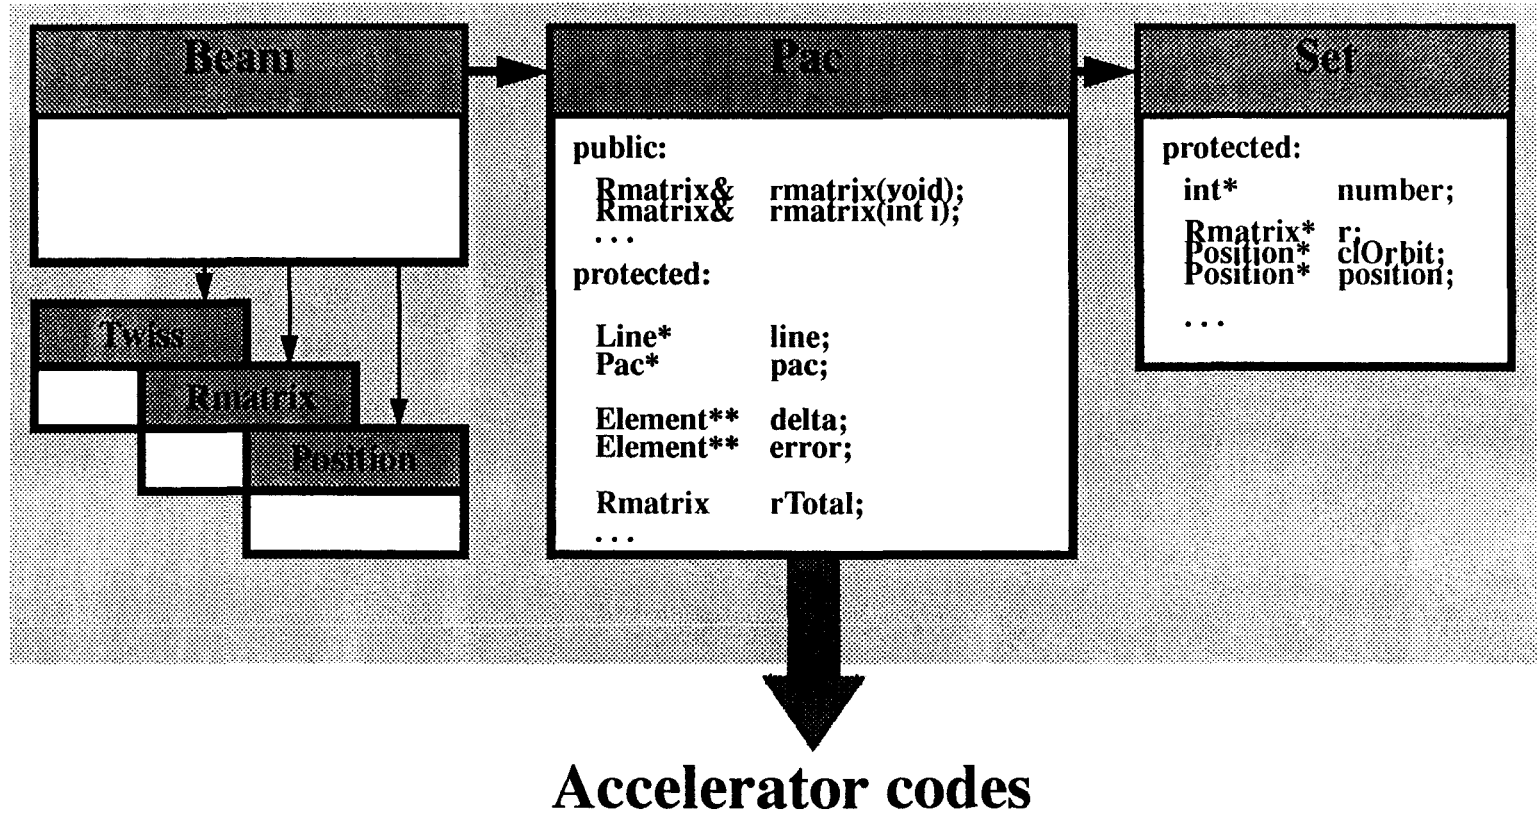 Beam
Twiss
Rmatrix
Position
Pac
public:
Rmatrix& rmatrix(void);
Rmatrix& rmatrix(int i);
...
protected:
Line* line;
Pac* pac;
Element** delta;
Element** error;
Rmatrix rTotal;
...
Set
protected:
int* number;
Rmatrix* r;
Position* clOrbit;
Position* position;
...
Accelerator codes